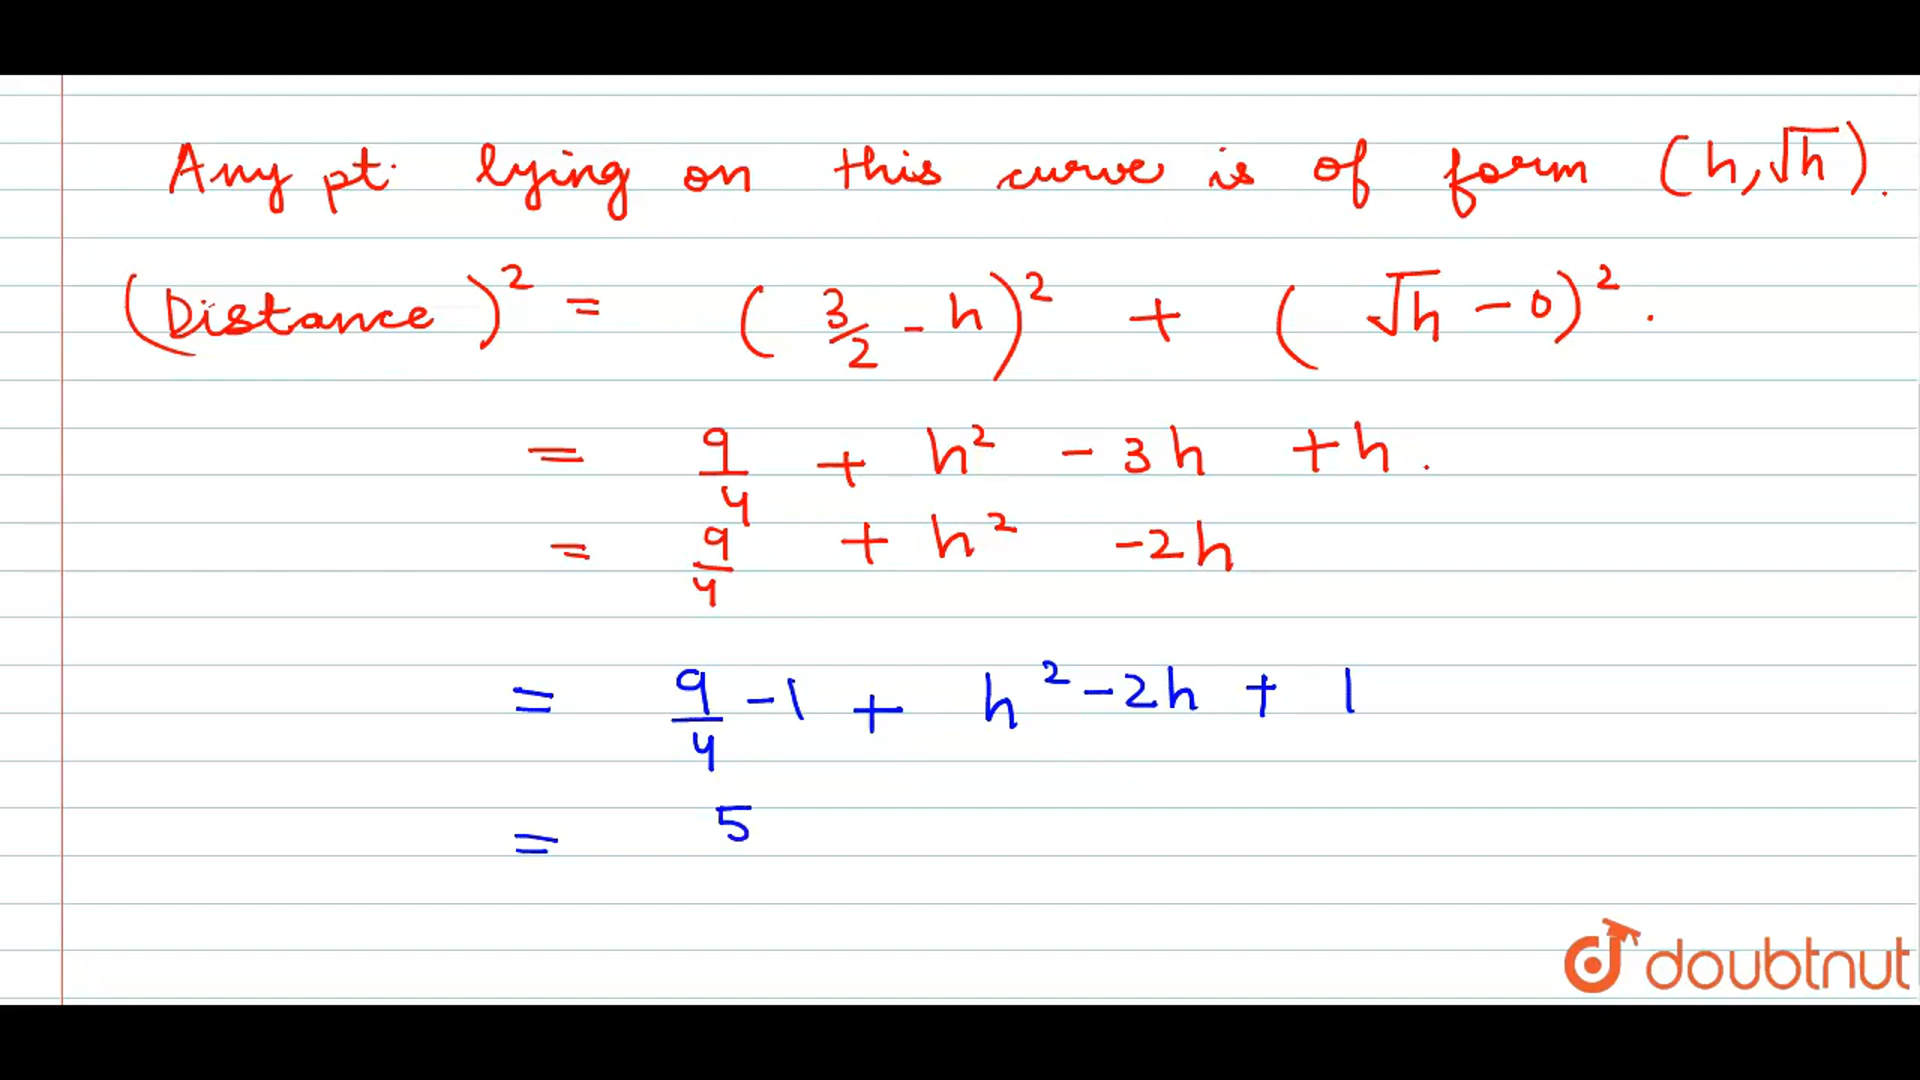 Any pt. lying on this curve is of form (h, √h).
(Distance)² = (3/2 - h)² + (√h - 0)².
= 9/4 + h² - 3h + h.
= 9/4 + h² -2h
= 9/4 - 1 + h² - 2h + 1
= 5
doubtnut